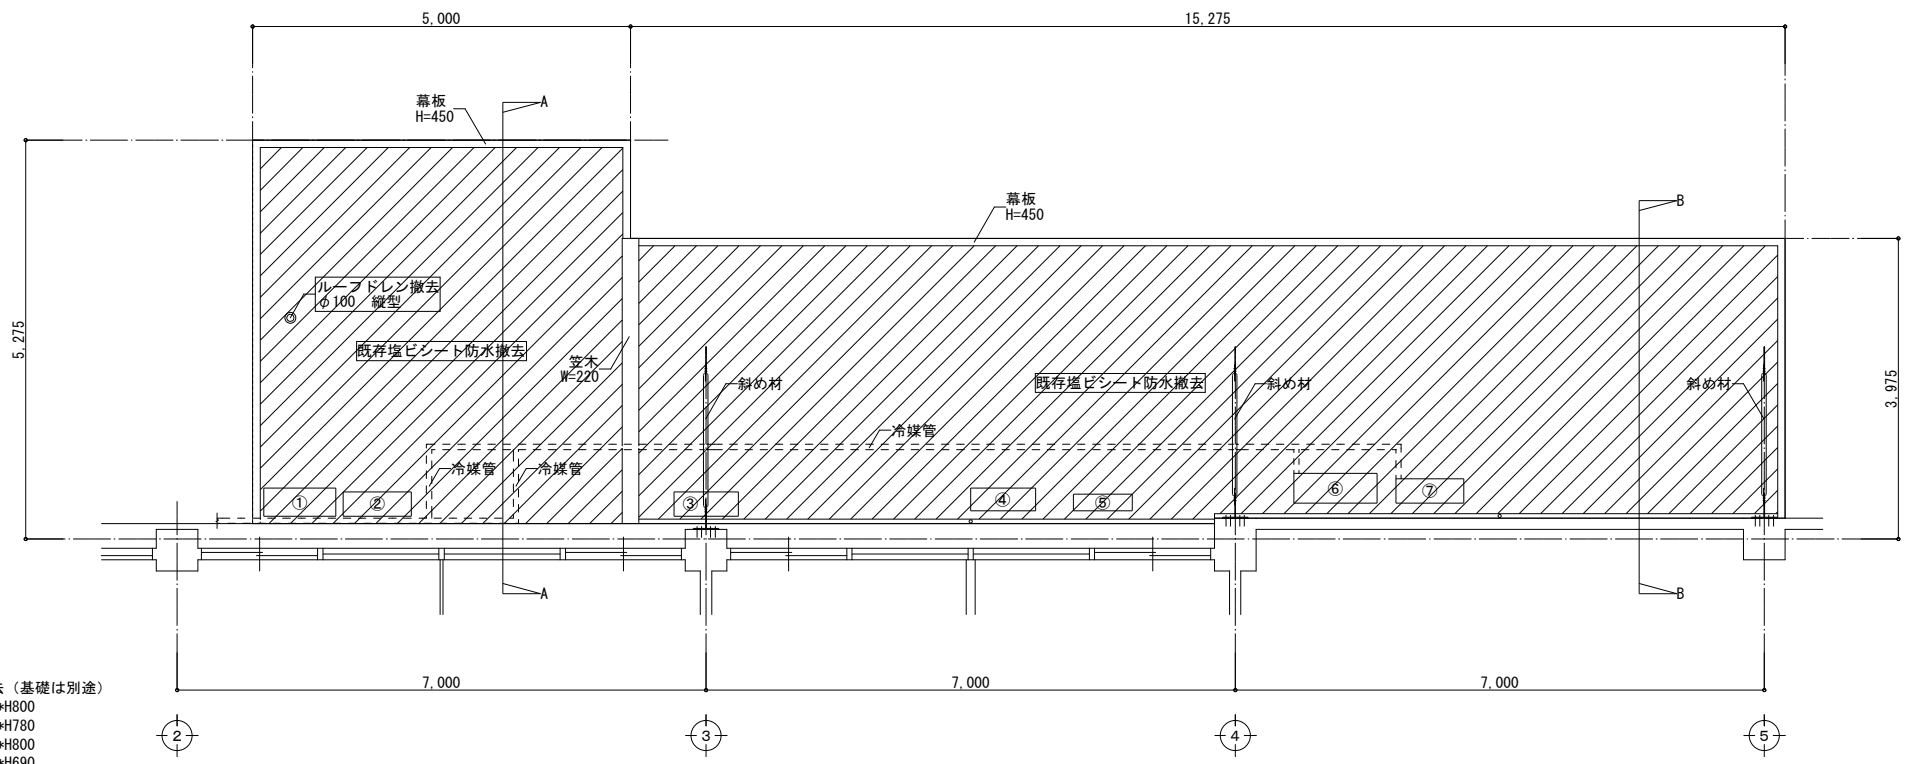 5,000
15,275
幕板
H=450
A
幕板
H=450
B
ルーフドレン撤去
φ100 縦型
既存塩ビシート防水撤去
笠木
W=220
斜め材
既存塩ビシート防水撤去
斜め材
斜め材
5,275
3,975
冷媒管
冷媒管
冷媒管
①
②
③
④
⑤
⑥
⑦
A
B
7,000
7,000
7,000
（基礎は別途）
*H800
*H780
*H800
*H690
2
3
4
5